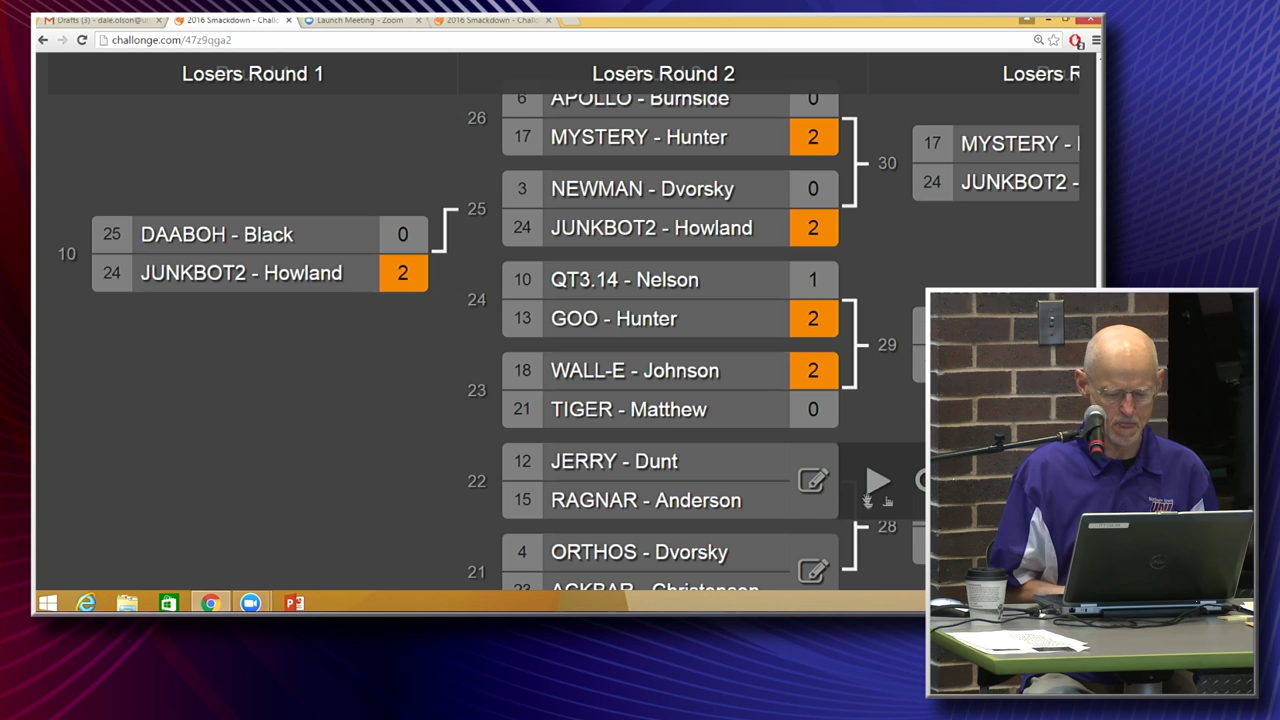 Drafts (3) - dale.olson@un
2016 Smackdown - Challo
Launch Meeting - Zoom
2016 Smackdown - Challo
challonge.com/47z9qga2
Losers Round 1
Losers Round 2
Losers R
26
6 APOLLO - Burnside 0
17 MYSTERY - Hunter 2
30
17 MYSTERY -
24 JUNKBOT2 -
25
3 NEWMAN - Dvorsky 0
24 JUNKBOT2 - Howland 2
10
25 DAABOH - Black 0
24 JUNKBOT2 - Howland 2
24
10 QT3.14 - Nelson 1
13 GOO - Hunter 2
29
23
18 WALL-E - Johnson 2
21 TIGER - Matthew 0
22
12 JERRY - Dunt
15 RAGNAR - Anderson
28
21
4 ORTHOS - Dvorsky
ACKBAR - Christenson